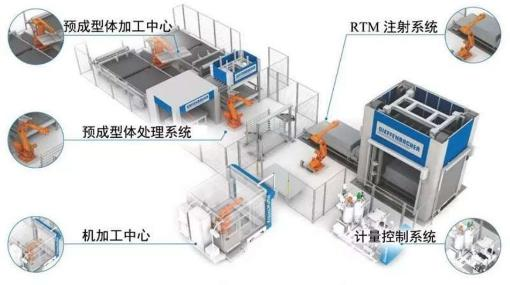 预成型体加工中心
RTM 注射系统
DIEFFENBACHER
预成型体处理系统
机加工中心
计量控制系统